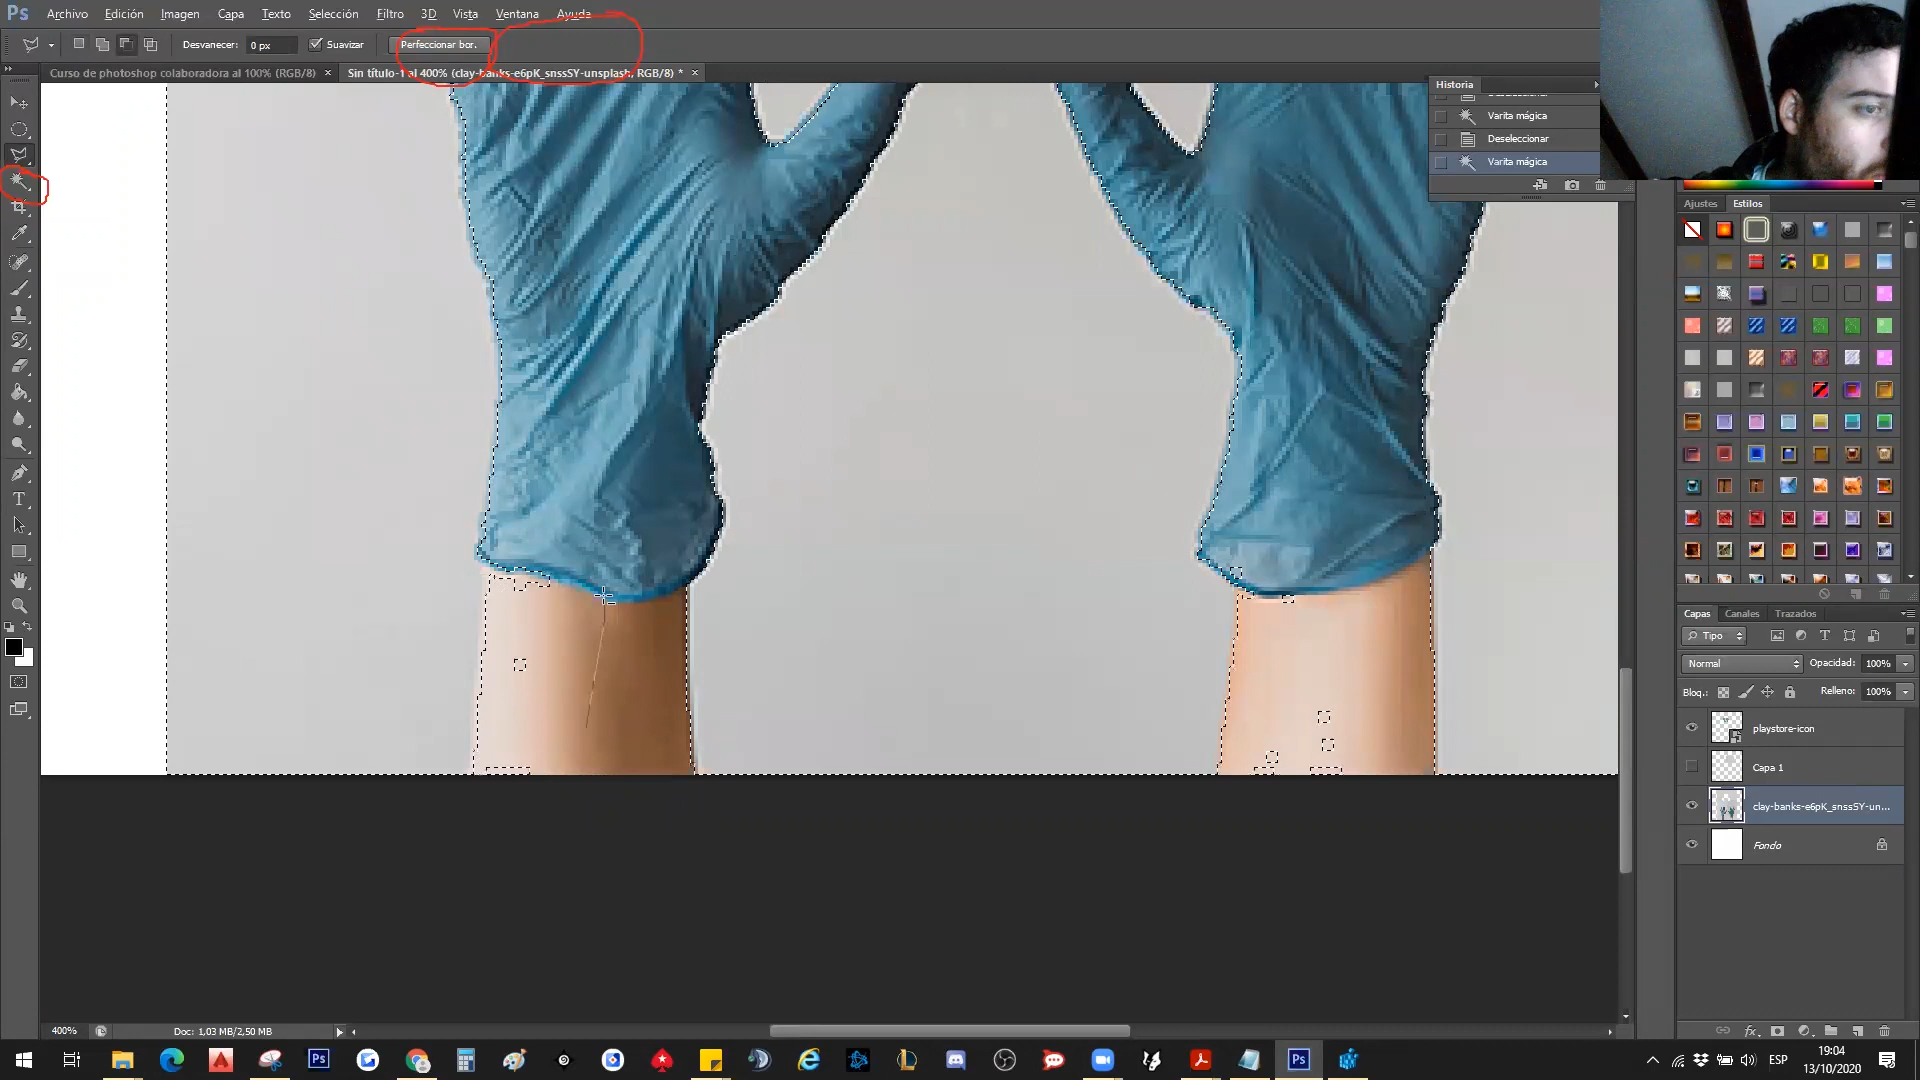 Ps Archivo Edición Imagen Capa Texto Selección Filtro 3D Vista Ventana Ayuda
Desvanecer: 0 px Suavizar Perfeccionar bor.
Curso de photoshop colaboradora al 100% (RGB/8) × Sin título-1 al 400% (clay-banks-e6pK_snssSY-unsplash, RGB/8) * ×
Historia
Deseleccionar
Varita mágica
Deseleccionar
Varita mágica
Ajustes Estilos
Capas Canales Trazados
Tipo
Normal Opacidad: 100%
Bloq.: Relleno: 100%
playstore-icon
Capa 1
clay-banks-e6pK_snssSY-un...
Fondo
400% Doc: 1,03 MB/2,50 MB
ESP
19:04
13/10/2020